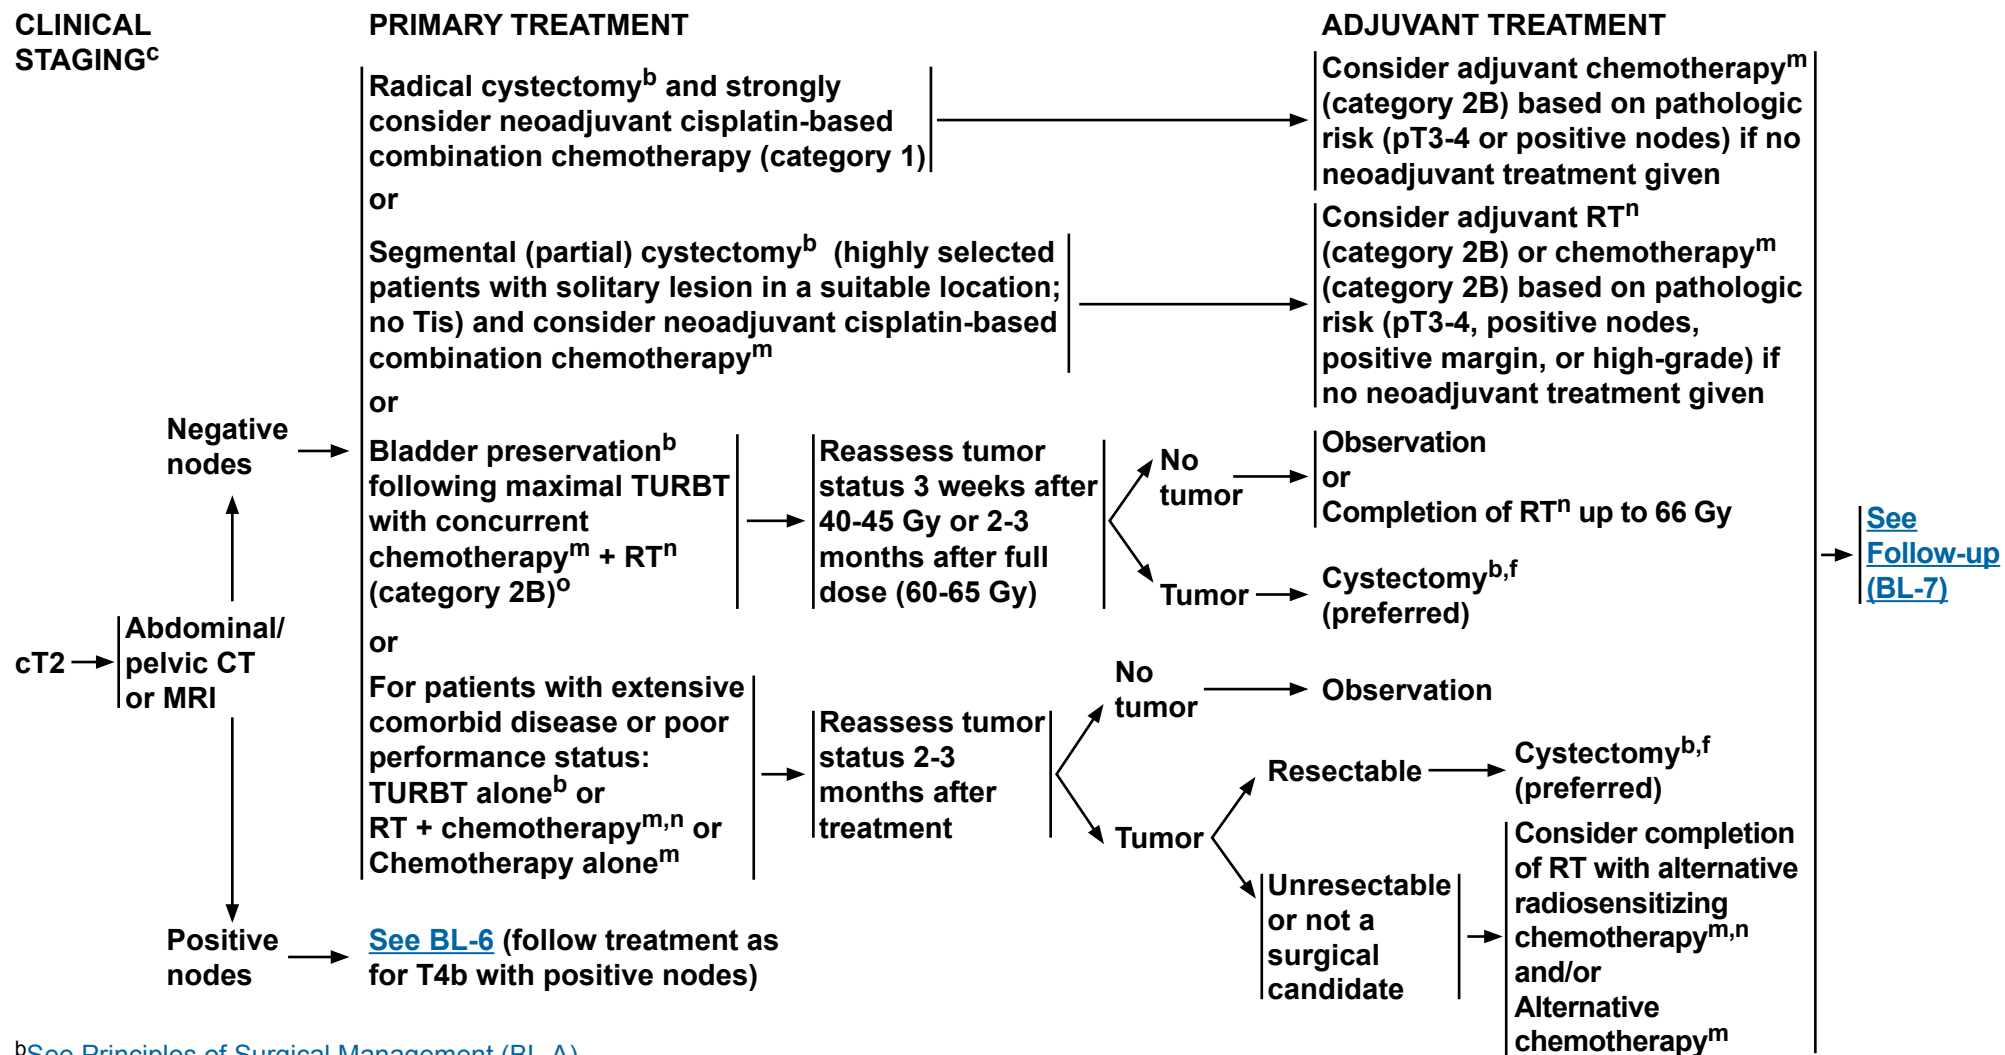 CLINICAL
STAGINGc
PRIMARY TREATMENT
ADJUVANT TREATMENT
Radical cystectomyb and strongly
consider neoadjuvant cisplatin-based
combination chemotherapy (category 1)
Consider adjuvant chemotherapym
(category 2B) based on pathologic
risk (pT3-4 or positive nodes) if no
neoadjuvant treatment given
or
Segmental (partial) cystectomyb (highly selected
patients with solitary lesion in a suitable location;
no Tis) and consider neoadjuvant cisplatin-based
combination chemotherapym
Consider adjuvant RTn
(category 2B) or chemotherapym
(category 2B) based on pathologic
risk (pT3-4, positive nodes,
positive margin, or high-grade) if
no neoadjuvant treatment given
or
Negative
nodes
Bladder preservationb
following maximal TURBT
with concurrent
chemotherapym + RTn
(category 2B)o
Reassess tumor
status 3 weeks after
40-45 Gy or 2-3
months after full
dose (60-65 Gy)
No
tumor
Observation
or
Completion of RTn up to 66 Gy
Tumor
Cystectomyb,f
(preferred)
See
Follow-up
(BL-7)
or
cT2
Abdominal/
pelvic CT
or MRI
For patients with extensive
comorbid disease or poor
performance status:
TURBT aloneb or
RT + chemotherapym,n or
Chemotherapy alonem
Reassess tumor
status 2-3
months after
treatment
No
tumor
Observation
Tumor
Resectable
Cystectomyb,f
(preferred)
Unresectable
or not a
surgical
candidate
Consider completion
of RT with alternative
radiosensitizing
chemotherapym,n
and/or
Alternative
chemotherapym
Positive
nodes
See BL-6 (follow treatment as
for T4b with positive nodes)
bSee Principles of Surgical Management (BL-A)